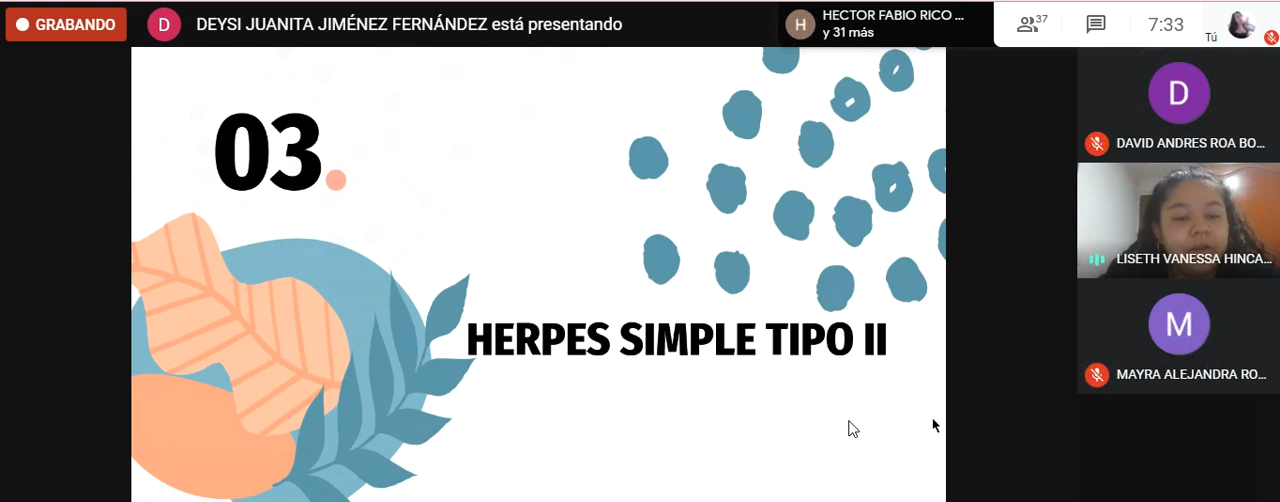 GRABANDO
D
DEYSI JUANITA JIMÉNEZ FERNÁNDEZ está presentando
H
HECTOR FABIO RICO ...
y 31 más
37
7:33
Tú
03.
HERPES SIMPLE TIPO II
D
DAVID ANDRES ROA BO...
LISETH VANESSA HINCA...
M
MAYRA ALEJANDRA RO...